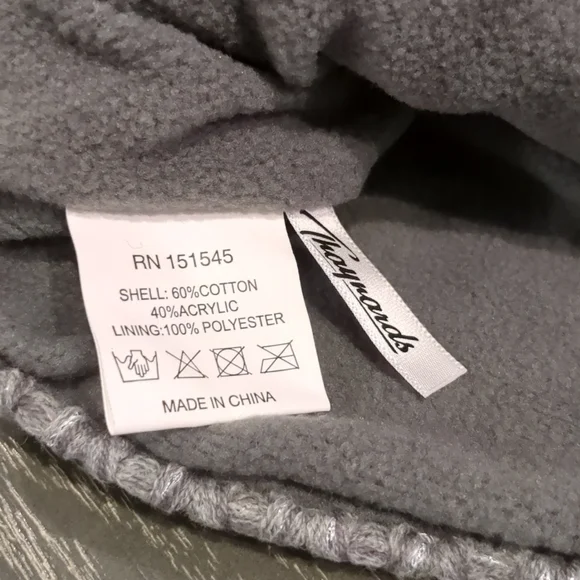 RN 151545
SHELL: 60%COTTON
40%ACRYLIC
LINING:100% POLYESTER
MADE IN CHINA
Thaynards